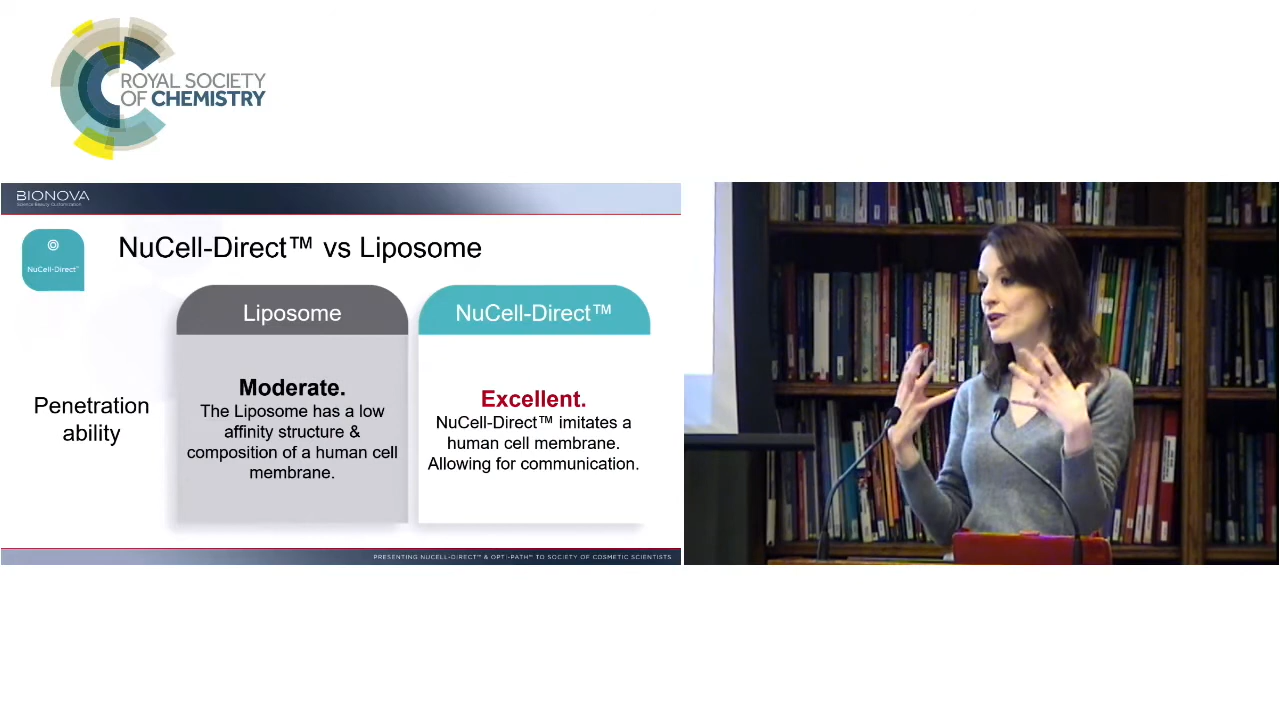 ROYAL SOCIETY
OF CHEMISTRY
BIONOVA
NuCell-Direct™
NuCell-Direct™ vs Liposome
Liposome
NuCell-Direct™
Penetration
ability
Moderate.
The Liposome has a low
affinity structure &
composition of a human cell
membrane.
Excellent.
NuCell-Direct™ imitates a
human cell membrane.
Allowing for communication.
PRESENTING NUCELL-DIRECT™ & OPTI-PATH™ TO SOCIETY OF COSMETIC SCIENTISTS